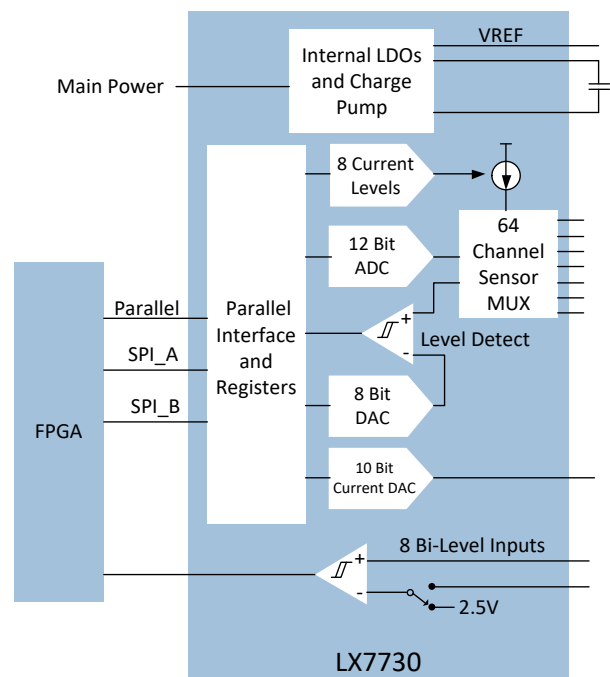 VREF
Internal LDOs
and Charge
Pump
Main Power
8 Current
Levels
64
Channel
Sensor
MUX
12 Bit
ADC
Parallel
Interface
and
Registers
Parallel
SPI_A
SPI_B
FPGA
+
-
Level Detect
8 Bit
DAC
10 Bit
Current DAC
8 Bi-Level Inputs
+
-
2.5V
LX7730